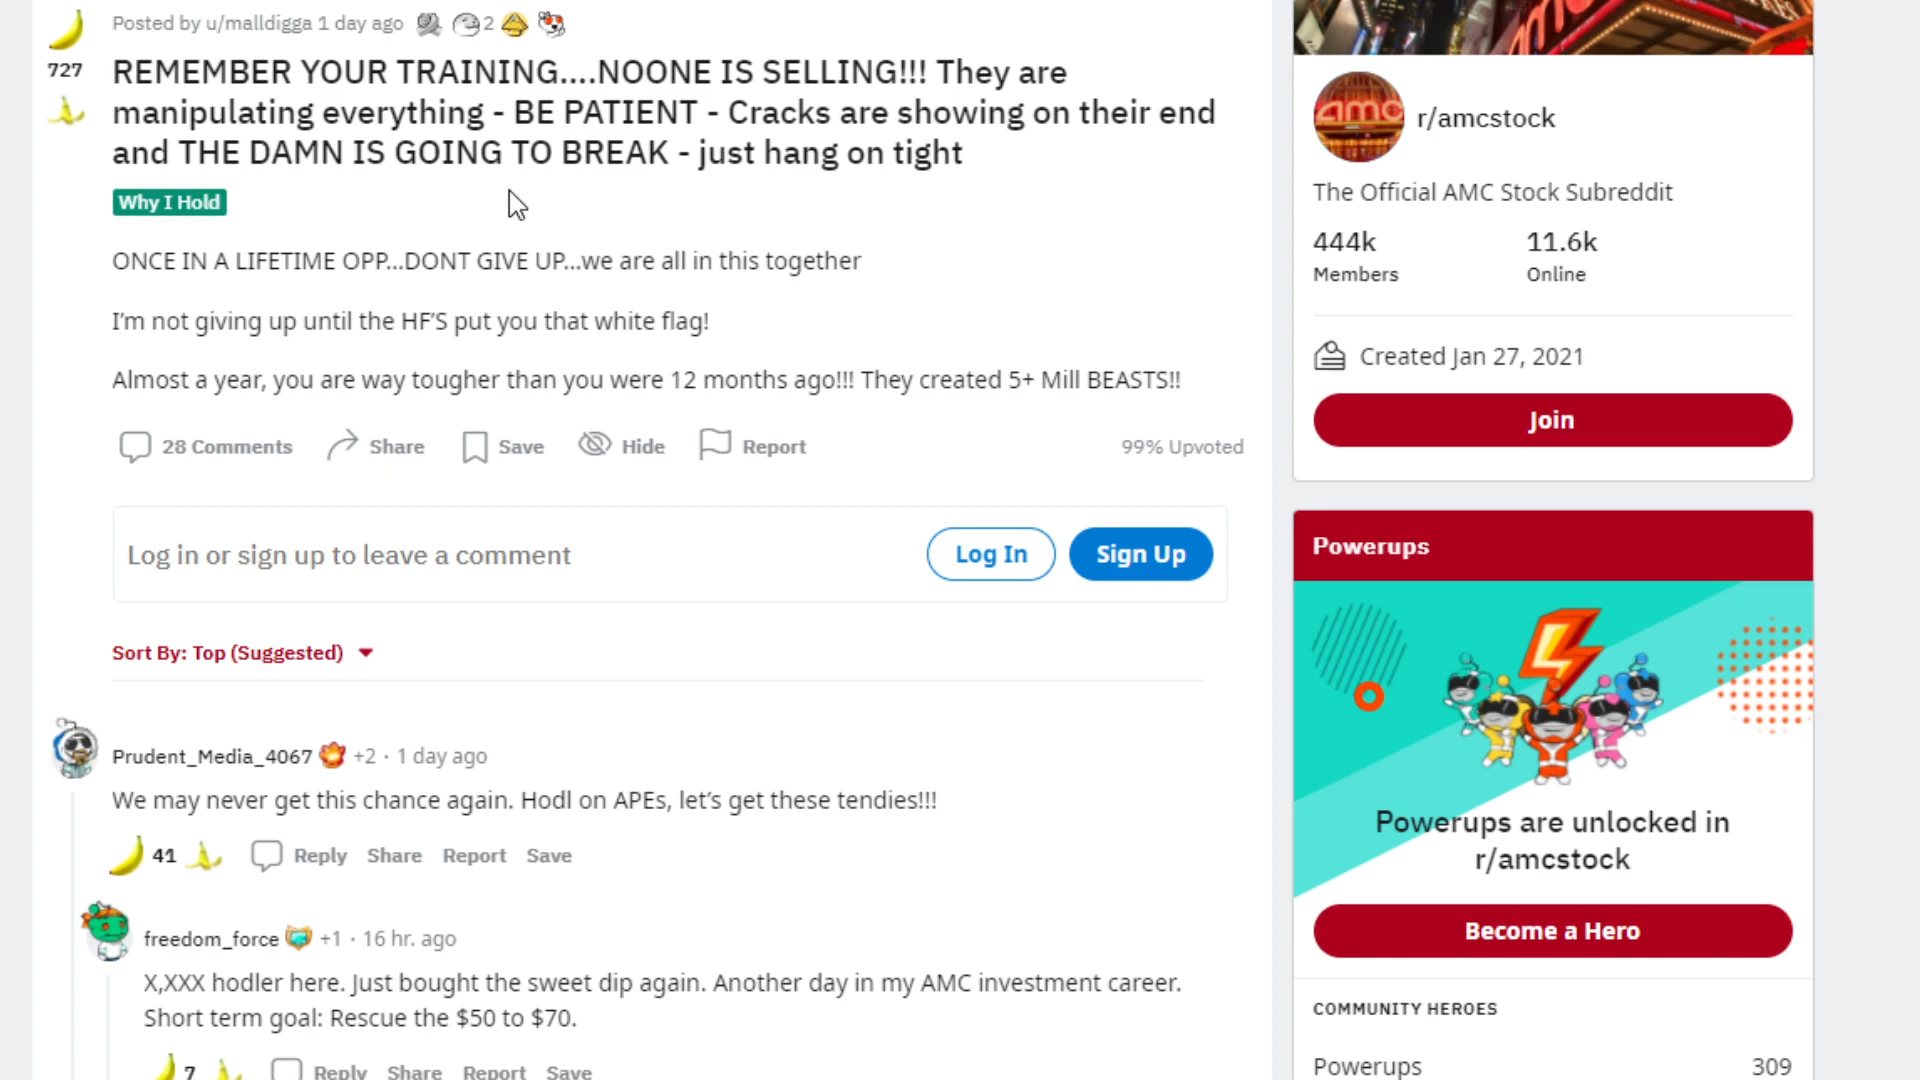 Posted by u/malldigga 1 day ago 2
727
REMEMBER YOUR TRAINING....NOONE IS SELLING!!! They are
manipulating everything - BE PATIENT - Cracks are showing on their end
and THE DAMN IS GOING TO BREAK - just hang on tight
Why I Hold
ONCE IN A LIFETIME OPP...DONT GIVE UP...we are all in this together
I'm not giving up until the HF'S put you that white flag!
Almost a year, you are way tougher than you were 12 months ago!!! They created 5+ Mill BEASTS!!
28 Comments Share Save Hide Report 99% Upvoted
Log in or sign up to leave a comment Log In Sign Up
Sort By: Top (Suggested)
Prudent_Media_4067 +2 · 1 day ago
We may never get this chance again. Hodl on APEs, let's get these tendies!!!
41 Reply Share Report Save
freedom_force +1 · 16 hr. ago
X,XXX hodler here. Just bought the sweet dip again. Another day in my AMC investment career.
Short term goal: Rescue the $50 to $70.
7 Reply Share Report Save
amc
r/amcstock
The Official AMC Stock Subreddit
444k 11.6k
Members Online
Created Jan 27, 2021
Join
Powerups
Powerups are unlocked in
r/amcstock
Become a Hero
COMMUNITY HEROES
Powerups 309